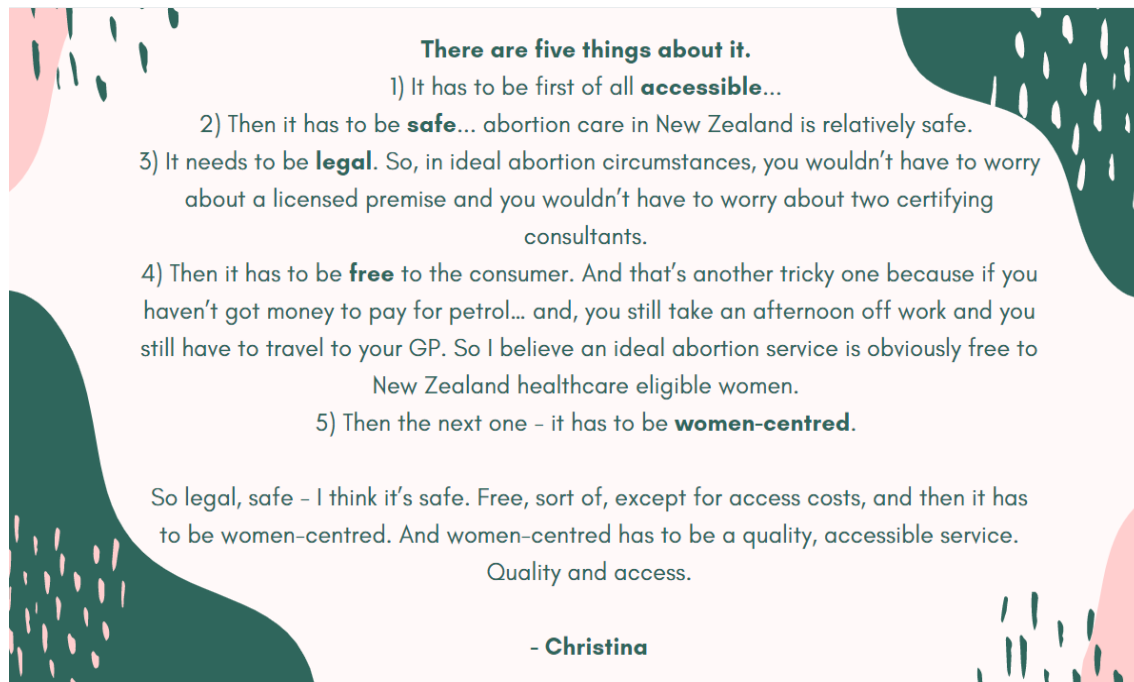 There are five things about it.
1) It has to be first of all accessible...
2) Then it has to be safe... abortion care in New Zealand is relatively safe.
3) It needs to be legal. So, in ideal abortion circumstances, you wouldn't have to worry
about a licensed premise and you wouldn't have to worry about two certifying
consultants.
4) Then it has to be free to the consumer. And that's another tricky one because if you
haven't got money to pay for petrol... and, you still take an afternoon off work and you
still have to travel to your GP. So I believe an ideal abortion service is obviously free to
New Zealand healthcare eligible women.
5) Then the next one - it has to be women-centred.
So legal, safe - I think it's safe. Free, sort of, except for access costs, and then it has
to be women-centred. And women-centred has to be a quality, accessible service.
Quality and access.
- Christina